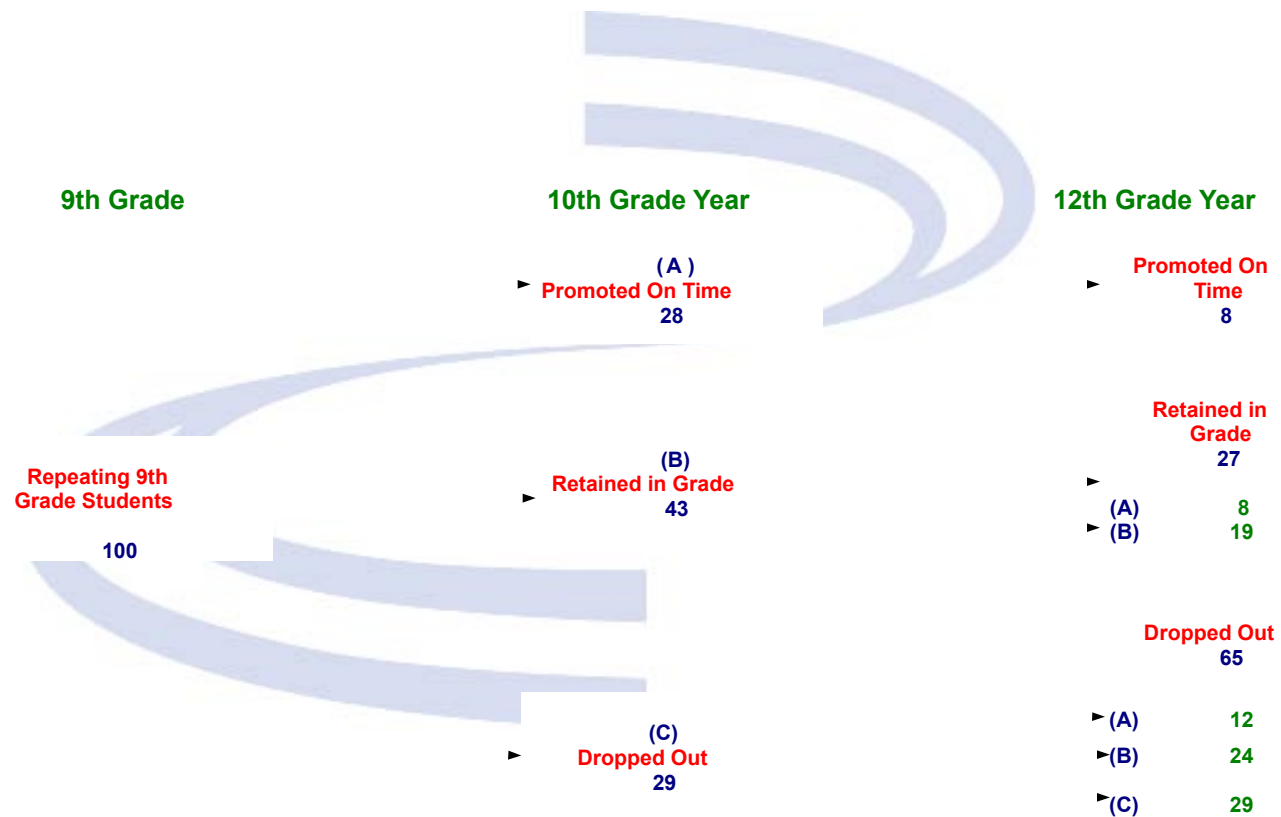 9th Grade
10th Grade Year
12th Grade Year
(A )
Promoted On Time
28
Promoted On
Time
8
Repeating 9th
Grade Students
100
(B)
Retained in Grade
43
Retained in
Grade
27
(A) 8
(B) 19
(C)
Dropped Out
29
Dropped Out
65
(A) 12
(B) 24
(C) 29